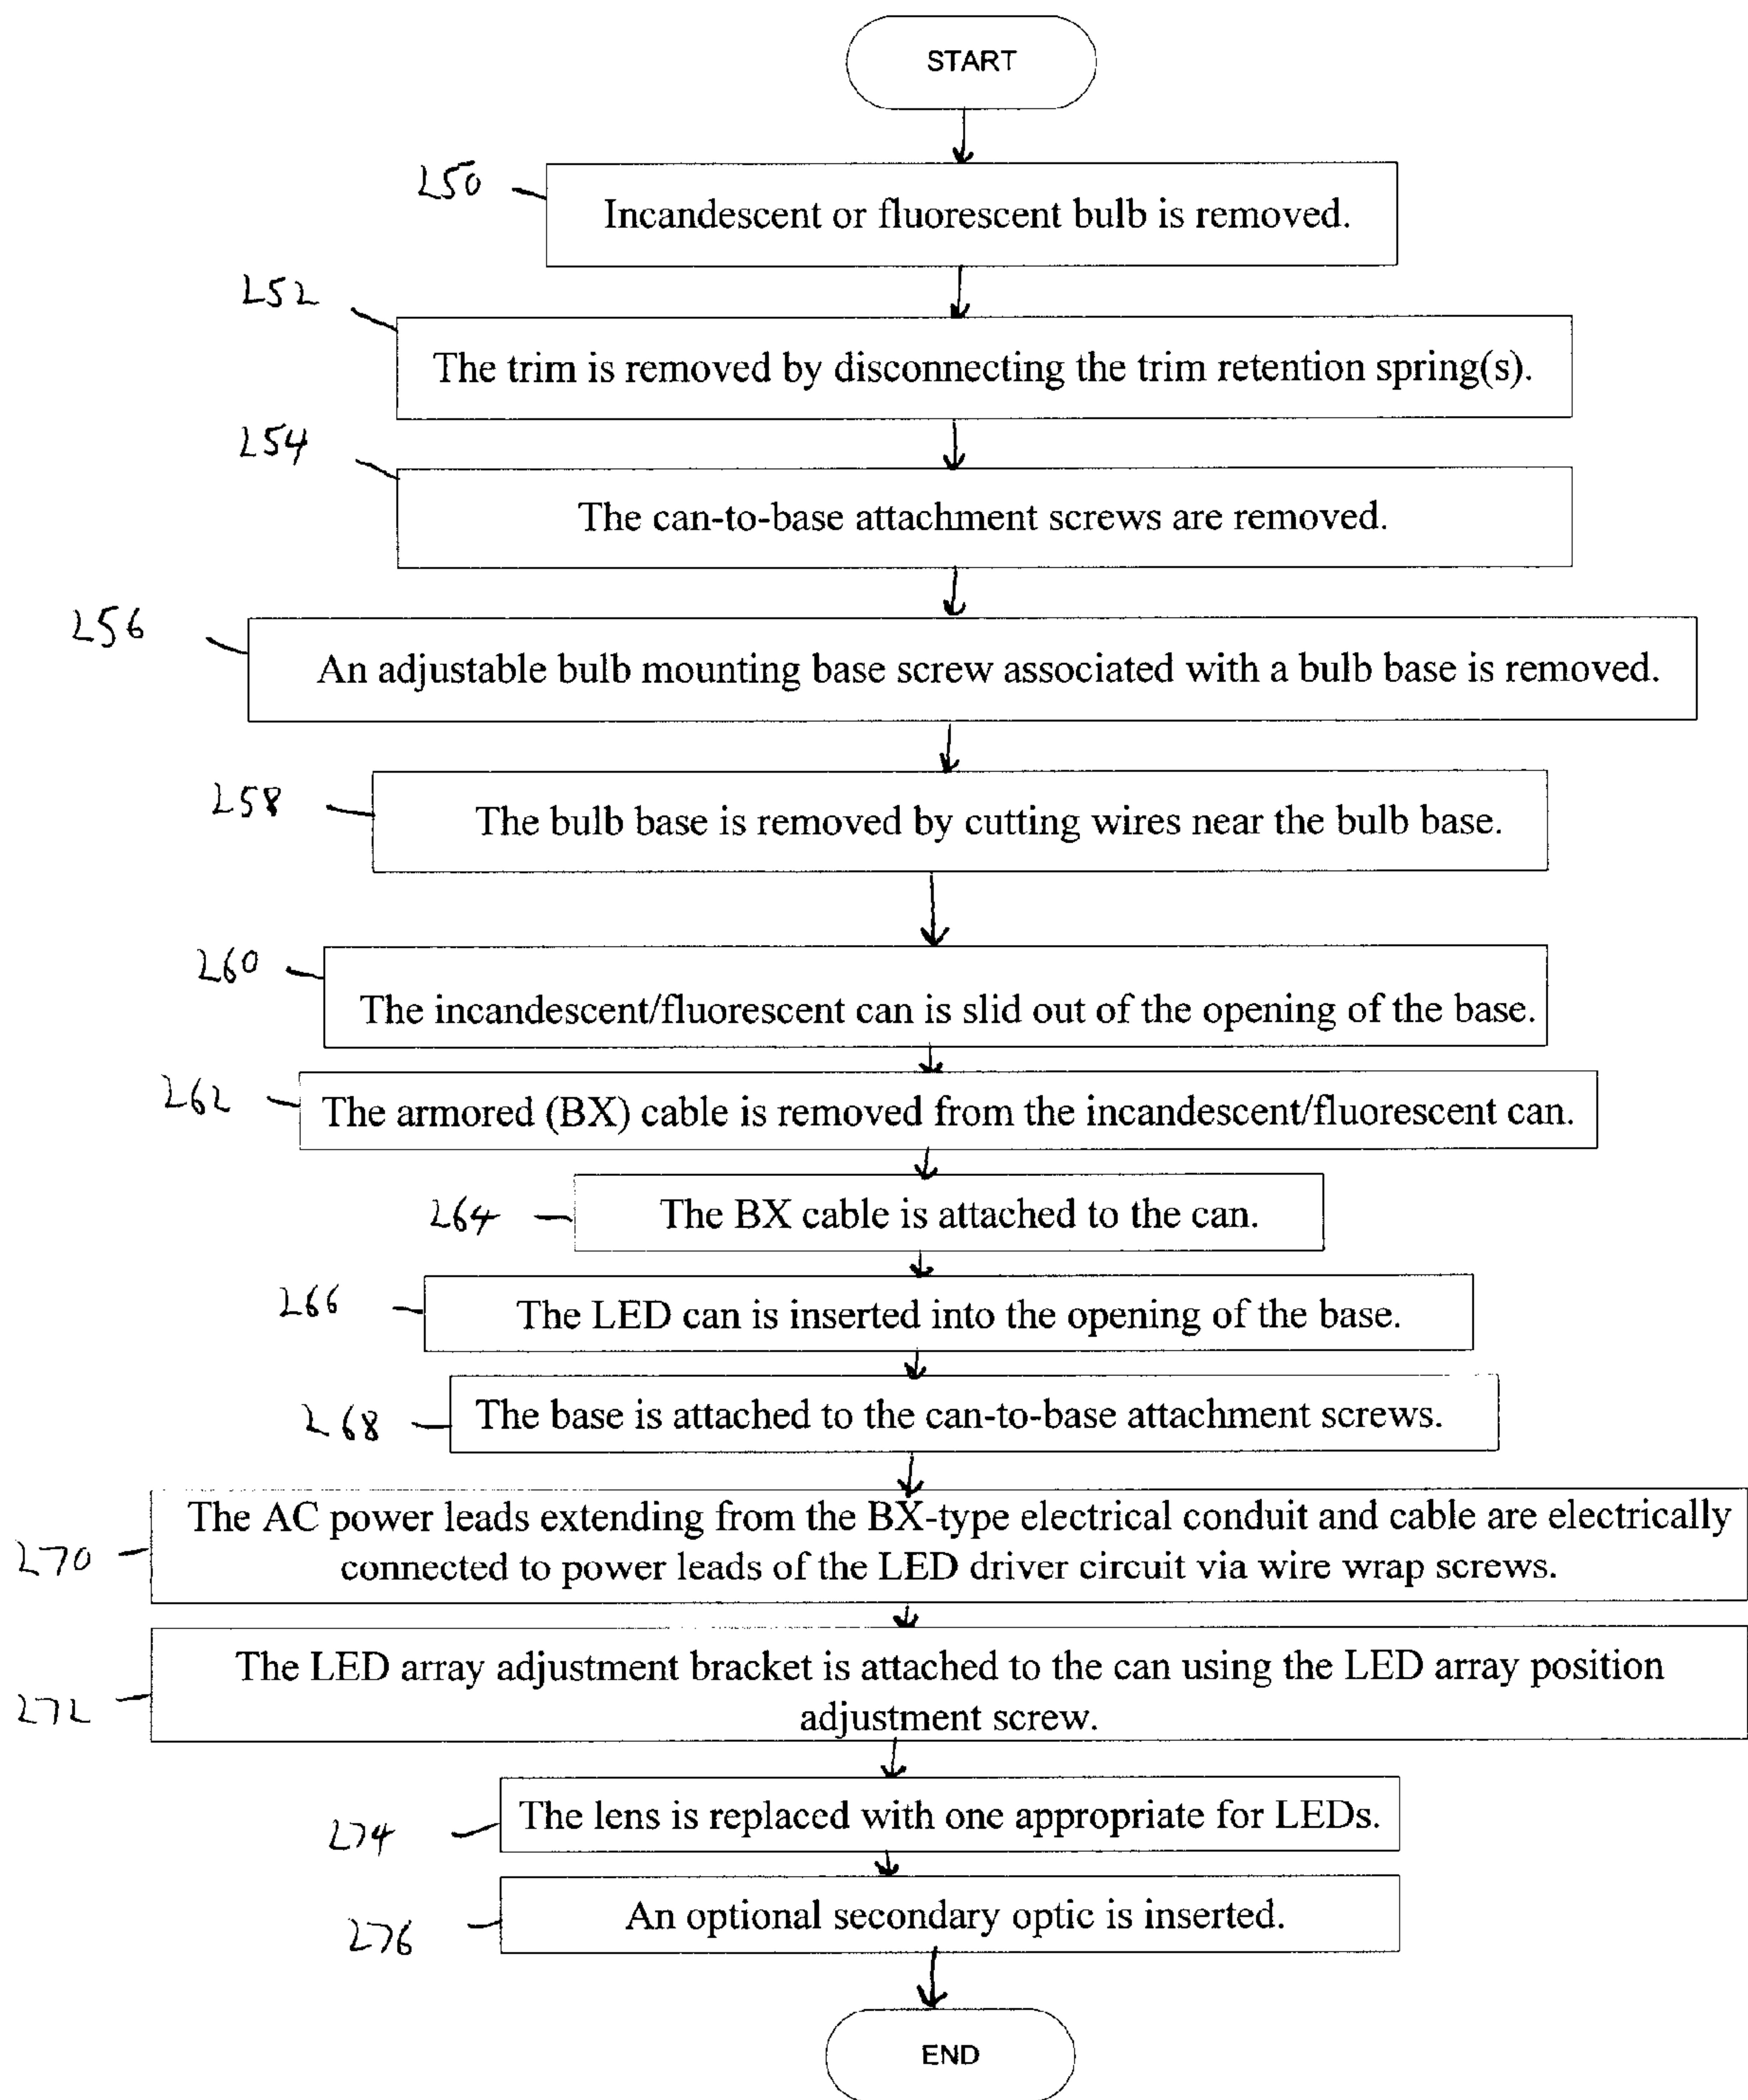 START
250
Incandescent or fluorescent bulb is removed.
252
The trim is removed by disconnecting the trim retention spring(s).
254
The can-to-base attachment screws are removed.
256
An adjustable bulb mounting base screw associated with a bulb base is removed.
258
The bulb base is removed by cutting wires near the bulb base.
260
The incandescent/fluorescent can is slid out of the opening of the base.
262
The armored (BX) cable is removed from the incandescent/fluorescent can.
264
The BX cable is attached to the can.
266
The LED can is inserted into the opening of the base.
268
The base is attached to the can-to-base attachment screws.
270
The AC power leads extending from the BX-type electrical conduit and cable are electrically
connected to power leads of the LED driver circuit via wire wrap screws.
272
The LED array adjustment bracket is attached to the can using the LED array position
adjustment screw.
274
The lens is replaced with one appropriate for LEDs.
276
An optional secondary optic is inserted.
END